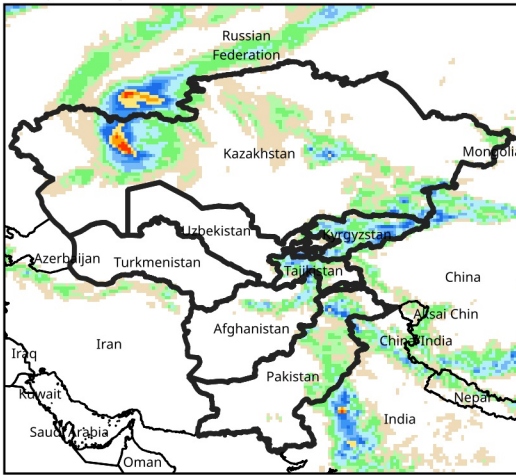 Russian
Federation
Kazakhstan
Mongolia
Uzbekistan
Kyrgyzstan
Azerbaijan
Turkmenistan
Tajikistan
China
Aksai Chin
Afghanistan
China/India
Iran
Iraq
Pakistan
Kuwait
Nepal
India
Saudi Arabia
Oman